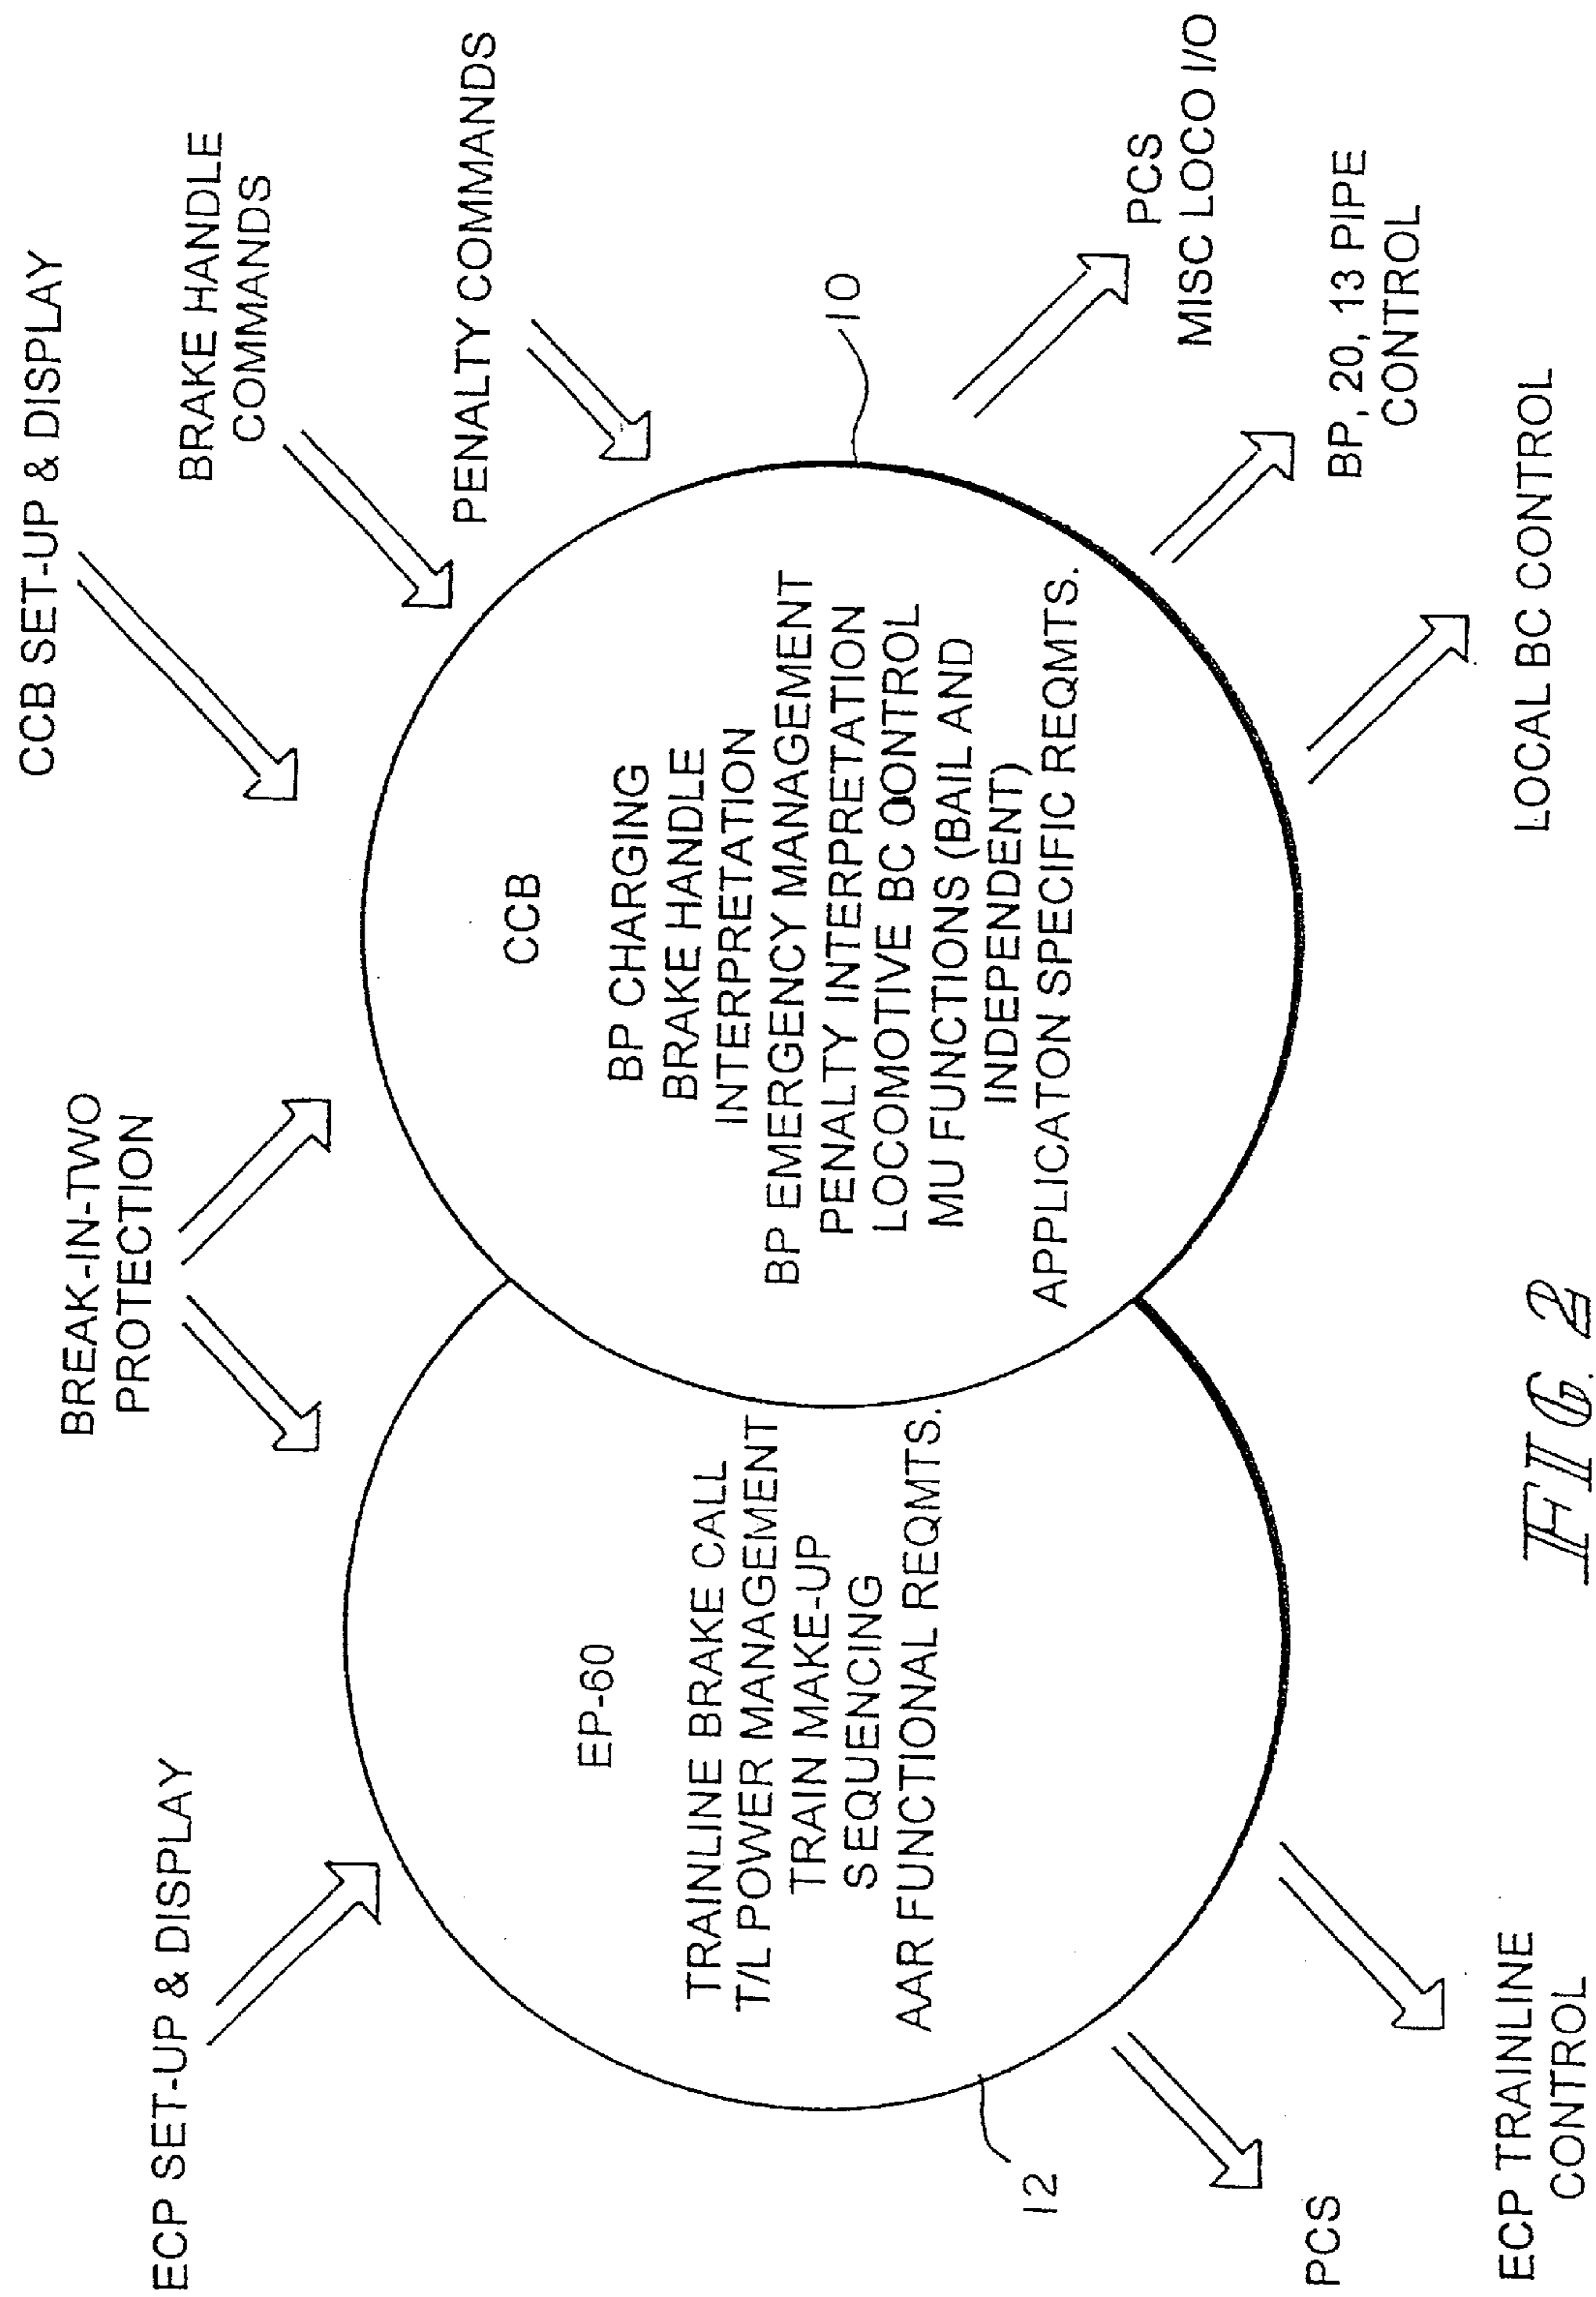 CCB SET-UP & DISPLAY
BREAK-IN-TWO
PROTECTION
BRAKE HANDLE
COMMANDS
ECP SET-UP & DISPLAY
PENALTY COMMANDS
EP-60
TRAINLINE BRAKE CALL
T/L POWER MANAGEMENT
TRAIN MAKE-UP
SEQUENCING
AAR FUNCTIONAL REQMTS.
12
CCB
BP CHARGING
BRAKE HANDLE
INTERPRETATION
BP EMERGENCY MANAGEMENT
PENALTY INTERPRETATION
LOCOMOTIVE BC CONTROL
MU FUNCTIONS (BAIL AND
INDEPENDENT)
APPLICATON SPECIFIC REQMTS.
10
PCS
MISC LOCO I/O
BP, 20, 13 PIPE
CONTROL
LOCAL BC CONTROL
PCS
ECP TRAINLINE
CONTROL
FIG. 2